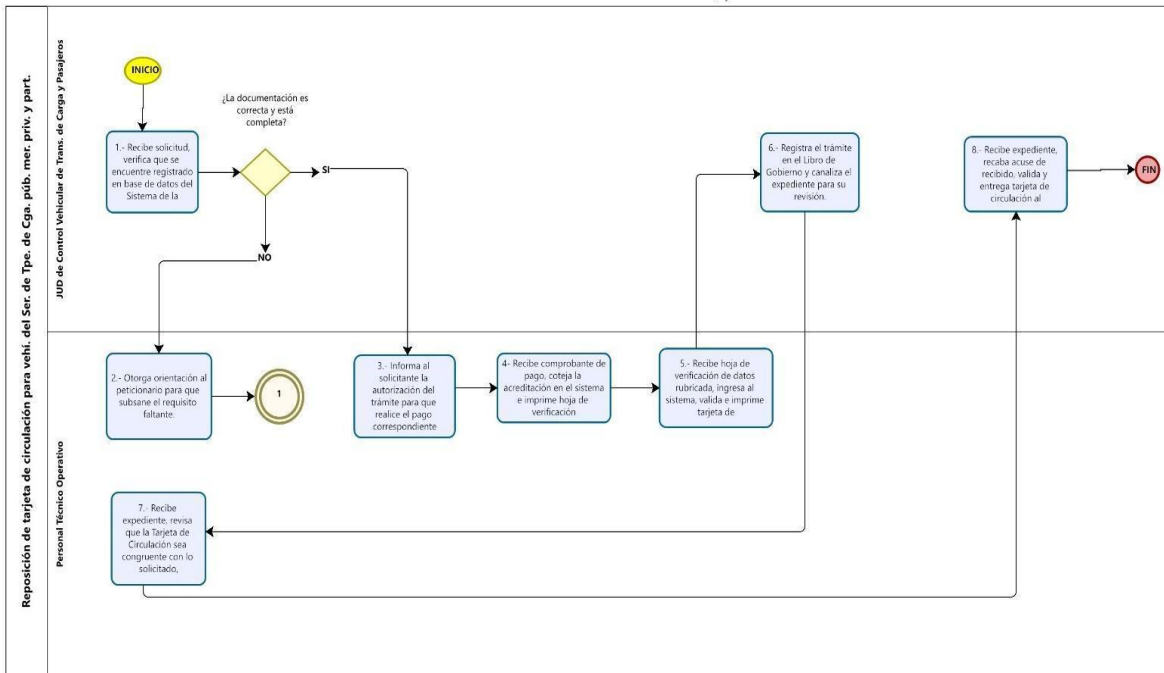 Reposición de tarjeta de circulación para vehí. del Ser. de Tpe. de Cga. púb. mer. priv. y part.
JUD de Control Vehicular de Trans. de Carga y Pasajeros
INICIO
¿La documentación es
correcta y está
completa?
1.- Recibe solicitud,
verifica que se
encuentre registrado
en base de datos del
Sistema de la
SI
NO
6.- Registra el trámite
en el Libro de
Gobierno y canaliza el
expediente para su
revisión.
8.- Recibe expediente,
recaba acuse de
recibido, valida y
entrega tarjeta de
circulación al
FIN
Personal Técnico Operativo
2.- Otorga orientación al
peticionario para que
subsane el requisito
faltante.
1
3.- Informa al
solicitante la
autorización del
trámite para que
realice el pago
correspondiente
4- Recibe comprobante de
pago, coteja la
acreditación en el sistema
e imprime hoja de
verificación
5.- Recibe hoja de
verificación de datos
rubricada, ingresa al
sistema, valida e imprime
tarjeta de
7.- Recibe
expediente, revisa
que la Tarjeta de
Circulación sea
congruente con lo
solicitado,